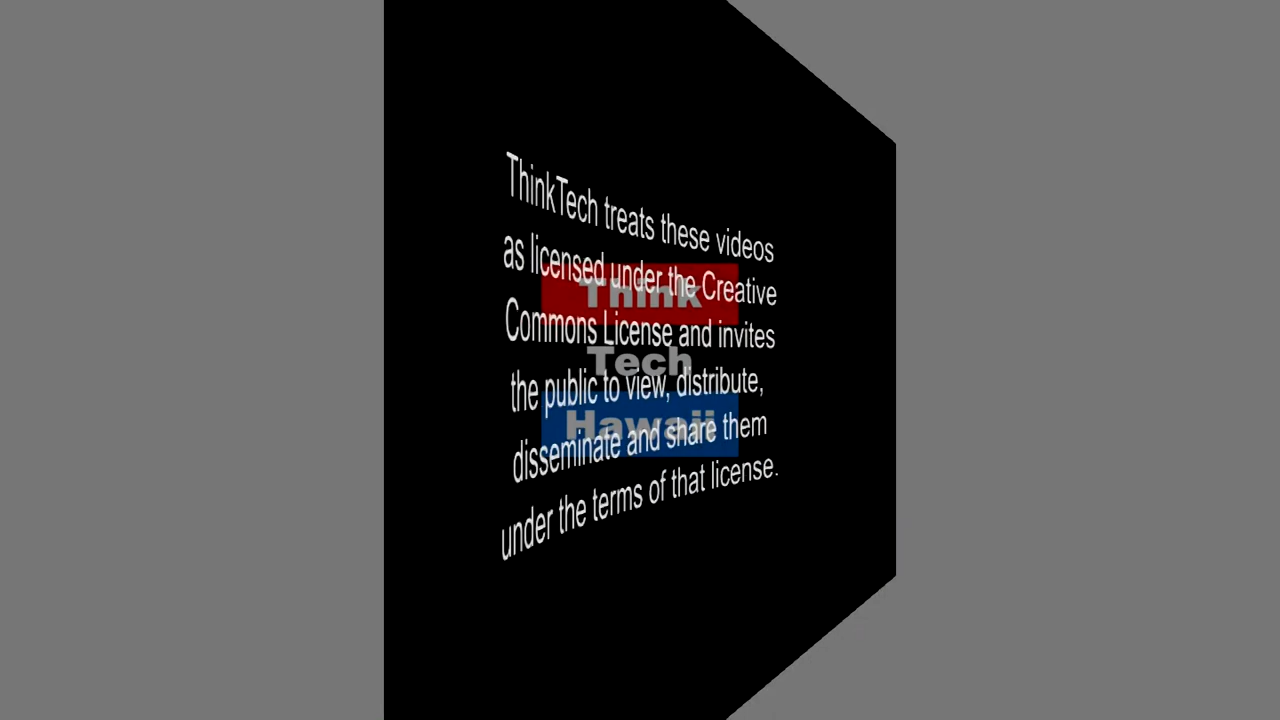 ThinkTech treats these videos
as licensed under the Creative
Commons License and invites
the public to view, distribute,
disseminate and share them
under the terms of that license.
Think
Tech
Hawaii